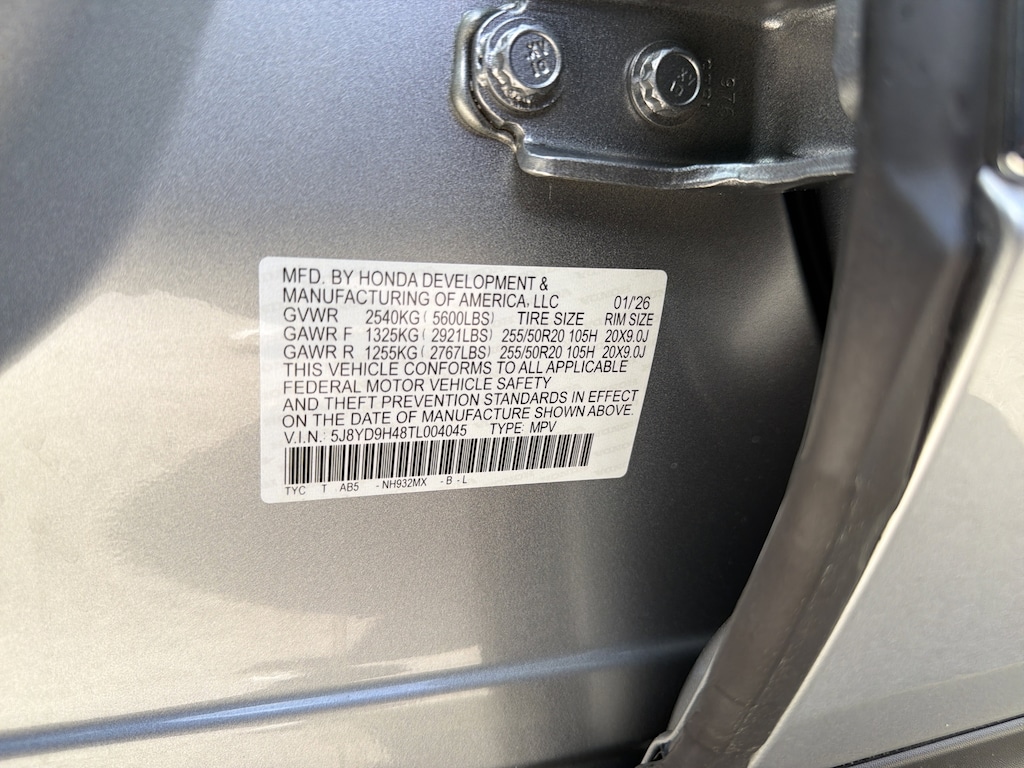 MFD. BY HONDA DEVELOPMENT &
MANUFACTURING OF AMERICA, LLC 01/'26
GVWR 2540KG ( 5600LBS) TIRE SIZE RIM SIZE
GAWR F 1325KG ( 2921LBS) 255/50R20 105H 20X9.0J
GAWR R 1255KG ( 2767LBS) 255/50R20 105H 20X9.0J
THIS VEHICLE CONFORMS TO ALL APPLICABLE
FEDERAL MOTOR VEHICLE SAFETY
AND THEFT PREVENTION STANDARDS IN EFFECT
ON THE DATE OF MANUFACTURE SHOWN ABOVE.
V.I.N.: 5J8YD9H48TL004045 TYPE: MPV
TYC T AB5 - NH932MX - B - L